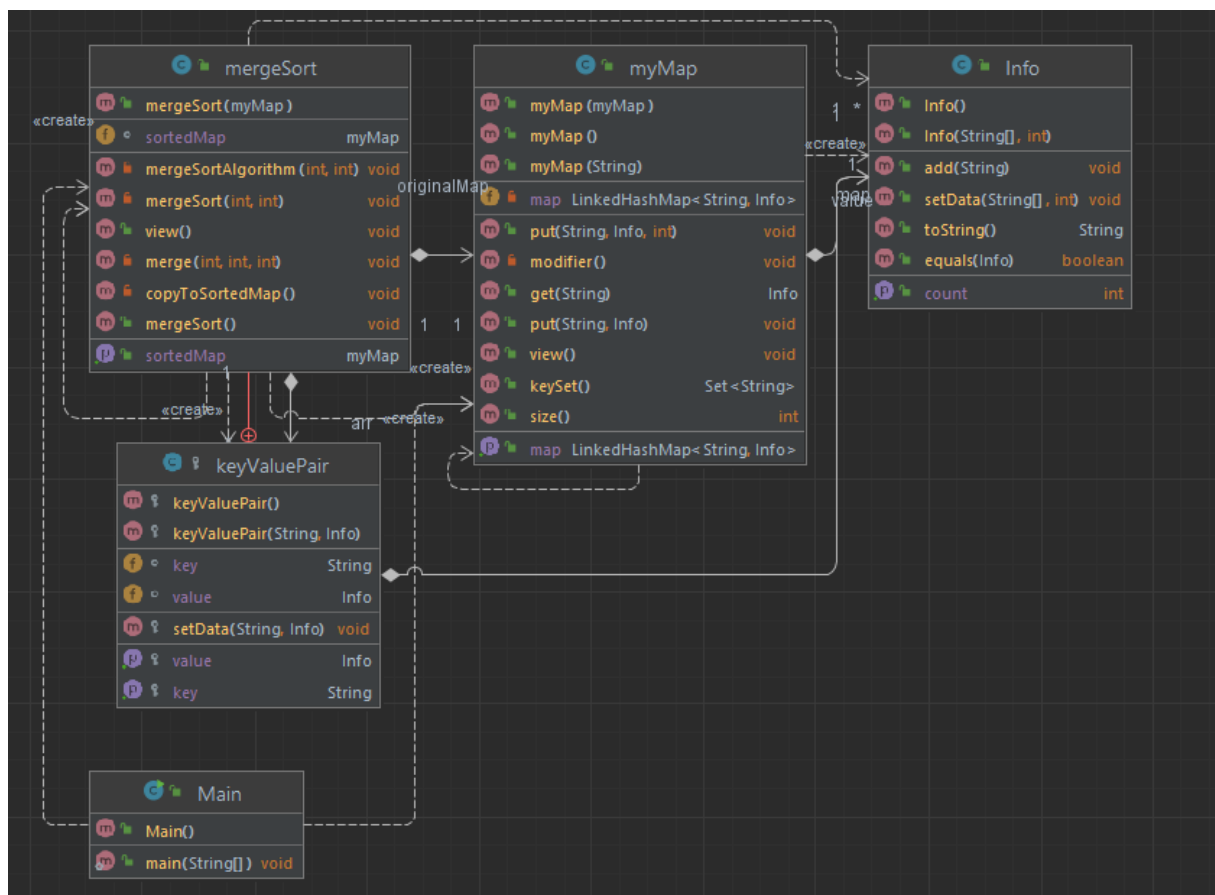 mergeSort
mergeSort(myMap)
sortedMap myMap
mergeSortAlgorithm(int, int) void
mergeSort(int, int) void
view() void
merge(int, int, int) void
copyToSortedMap() void
mergeSort() void
sortedMap myMap
myMap
myMap(myMap)
myMap()
myMap(String)
map LinkedHashMap<String, Info>
put(String, Info, int) void
modifier() void
get(String) Info
put(String, Info) void
view() void
keySet() Set<String>
size() int
map LinkedHashMap<String, Info>
Info
Info()
Info(String[], int)
add(String) void
setData(String[], int) void
toString() String
equals(Info) boolean
count int
«create»
originalMap
1 *
1
«create»
1
map
value
1 1
«create»
1
«create»
arr «create»
keyValuePair
keyValuePair()
keyValuePair(String, Info)
key String
value Info
setData(String, Info) void
value Info
key String
Main
Main()
main(String[]) void